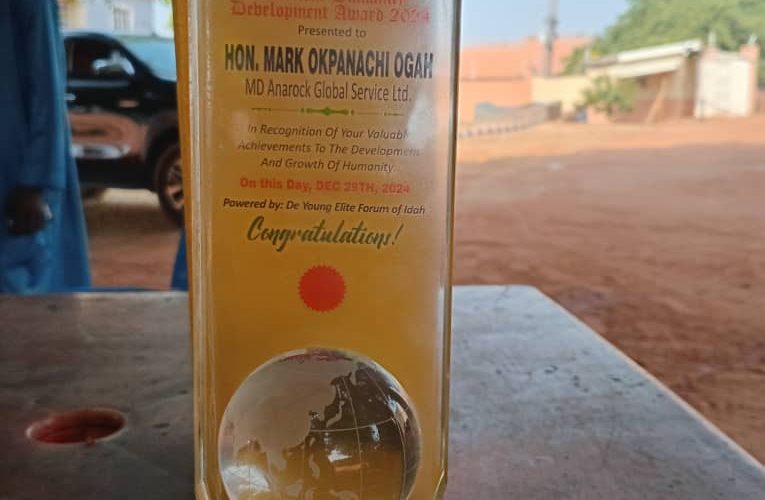 Development Award 2024
Presented to
HON. MARK OKPANACHI OGAH
MD Anarock Global Service Ltd.
In Recognition Of Your Valuable
Achievements To The Development
And Growth Of Humanity.
On this Day, DEC 29TH, 2024
Powered by: De Young Elite Forum of Idah
Congratulations!